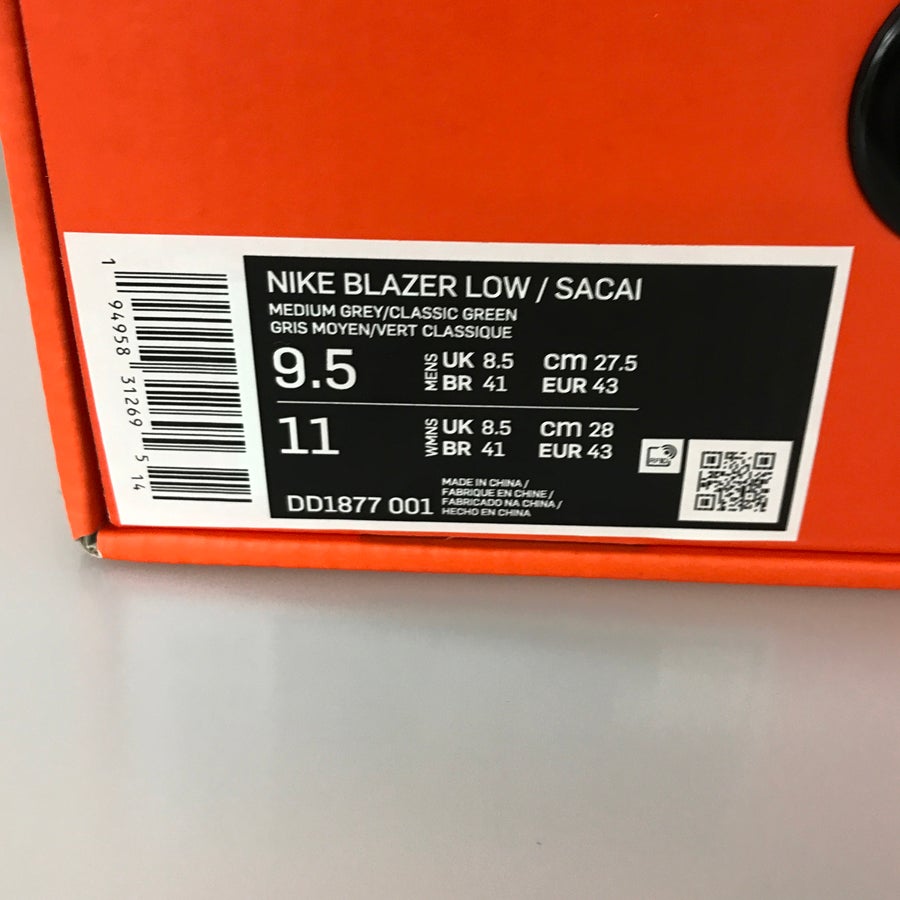 1 94958 31269 5 14
NIKE BLAZER LOW / SACAI
MEDIUM GREY/CLASSIC GREEN
GRIS MOYEN/VERT CLASSIQUE
9.5 MENS UK 8.5 cm 27.5
BR 41 EUR 43
11 WMNS UK 8.5 cm 28
BR 41 EUR 43
DD1877 001
MADE IN CHINA /
FABRIQUE EN CHINE /
FABRICADO NA CHINA /
HECHO EN CHINA
RFID